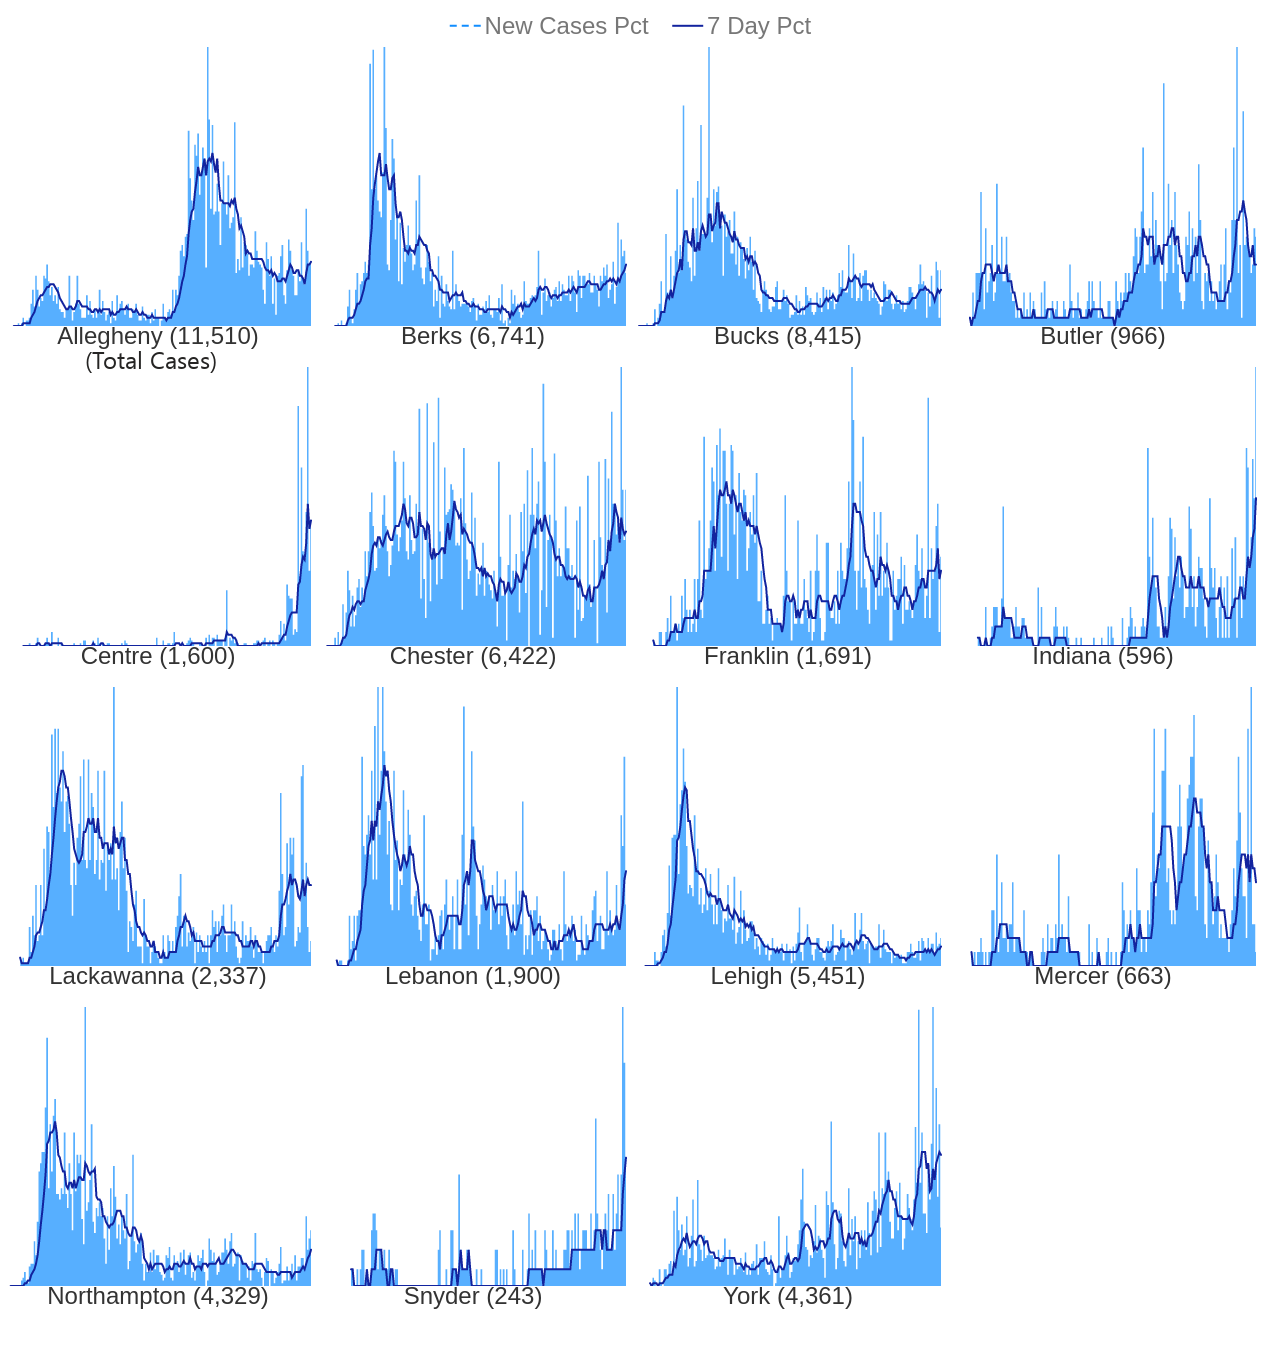 New Cases Pct 7 Day Pct
Allegheny (11,510) Berks (6,741) Bucks (8,415) Butler (966)
(Total Cases)
Centre (1,600) Chester (6,422) Franklin (1,691) Indiana (596)
Lackawanna (2,337) Lebanon (1,900) Lehigh (5,451) Mercer (663)
Northampton (4,329) Snyder (243) York (4,361)